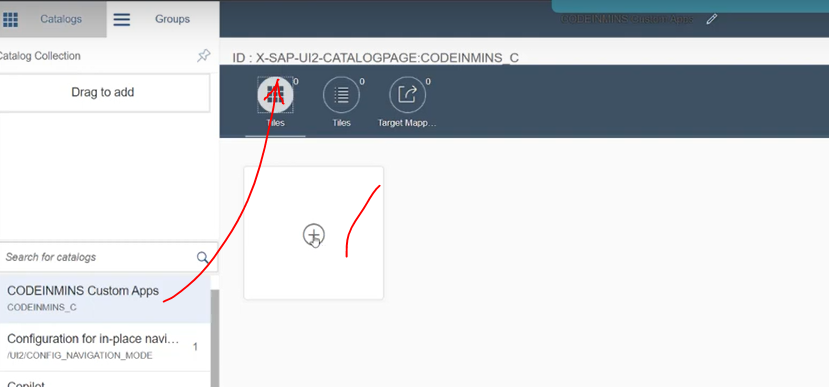 Catalogs
Groups
CODEINMINS Custom Apps
Catalog Collection
ID : X-SAP-UI2-CATALOGPAGE:CODEINMINS_C
Drag to add
0
0
0
Tiles
Tiles
Target Mapp...
Search for catalogs
CODEINMINS Custom Apps
CODEINMINS_C
Configuration for in-place navi...
1
/UI2/CONFIG_NAVIGATION_MODE
Copilot